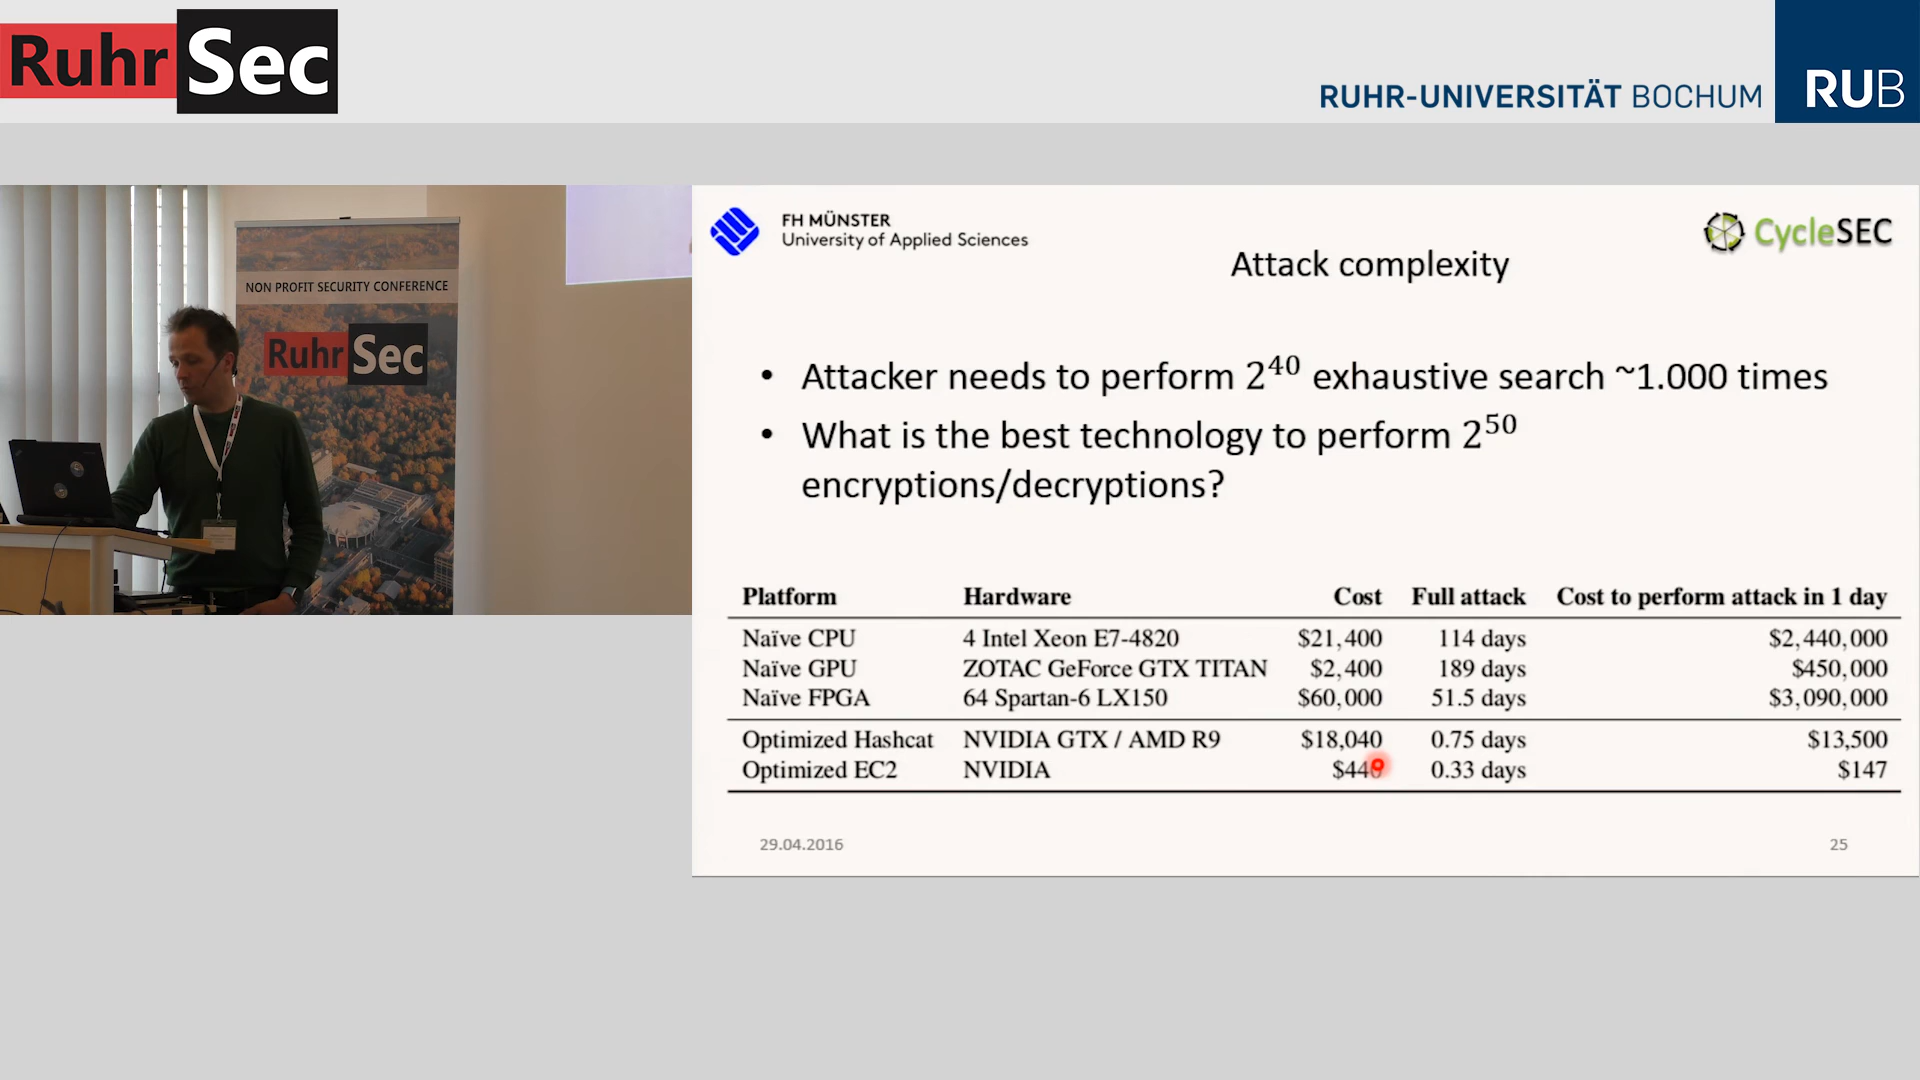 Ruhr Sec
RUHR-UNIVERSITÄT BOCHUM
RUB
NON PROFIT SECURITY CONFERENCE
Ruhr Sec
FH MÜNSTER
University of Applied Sciences
CycleSEC
Attack complexity
• Attacker needs to perform 2⁴⁰ exhaustive search ~1.000 times
• What is the best technology to perform 2⁵⁰
encryptions/decryptions?
Platform Hardware Cost Full attack Cost to perform attack in 1 day
Naïve CPU 4 Intel Xeon E7-4820 $21,400 114 days $2,440,000
Naïve GPU ZOTAC GeForce GTX TITAN $2,400 189 days $450,000
Naïve FPGA 64 Spartan-6 LX150 $60,000 51.5 days $3,090,000
Optimized Hashcat NVIDIA GTX / AMD R9 $18,040 0.75 days $13,500
Optimized EC2 NVIDIA $440 0.33 days $147
29.04.2016 25